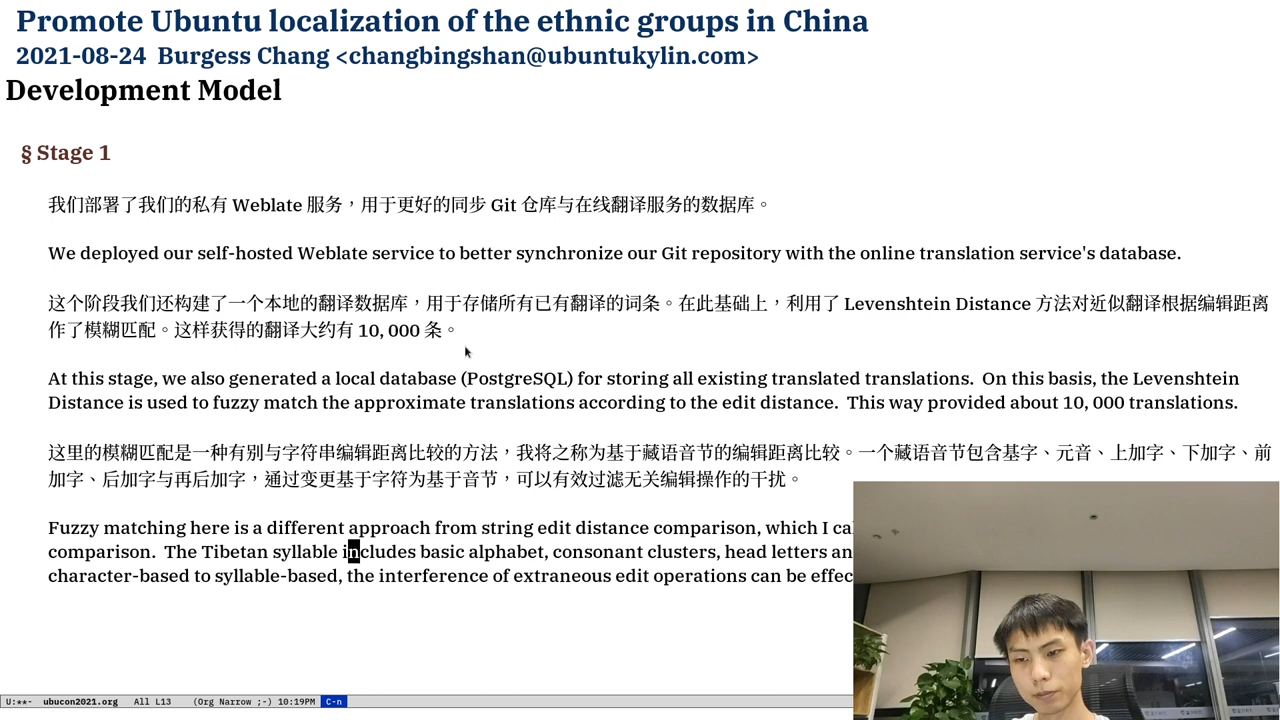 Promote Ubuntu localization of the ethnic groups in China
2021-08-24 Burgess Chang <changbingshan@ubuntukylin.com>
Development Model
§ Stage 1
我们部署了我们的私有 Weblate 服务，用于更好的同步 Git 仓库与在线翻译服务的数据库。
We deployed our self-hosted Weblate service to better synchronize our Git repository with the online translation service's database.
这个阶段我们还构建了一个本地的翻译数据库，用于存储所有已有翻译的词条。在此基础上，利用了 Levenshtein Distance 方法对近似翻译根据编辑距离
作了模糊匹配。这样获得的翻译大约有 10, 000 条。
At this stage, we also generated a local database (PostgreSQL) for storing all existing translated translations. On this basis, the Levenshtein
Distance is used to fuzzy match the approximate translations according to the edit distance. This way provided about 10, 000 translations.
这里的模糊匹配是一种有别与字符串编辑距离比较的方法，我将之称为基于藏语音节的编辑距离比较。一个藏语音节包含基字、元音、上加字、下加字、前
加字、后加字与再后加字，通过变更基于字符为基于音节，可以有效过滤无关编辑操作的干扰。
Fuzzy matching here is a different approach from string edit distance comparison, which I
comparison. The Tibetan syllable includes basic alphabet, consonant clusters, head letters
character-based to syllable-based, the interference of extraneous edit operations can be
U:**- ubucon2021.org All L13 (Org Narrow ;-) 10:19PM C-n